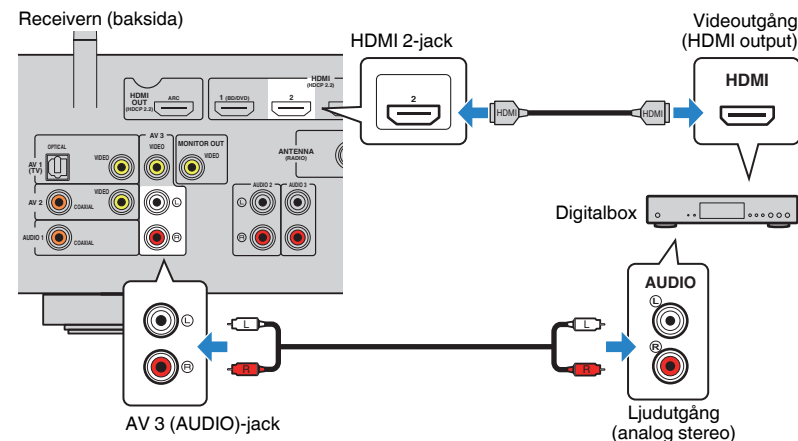 Receivern (baksida)
HDMI 2-jack
Videoutgång
(HDMI output)
HDMI
OUT
(HDCP 2.2)
ARC
1 (BD/DVD)
HDMI
(HDCP 2.2)
2
2
HDMI
HDMI
HDMI
OPTICAL
AV 1
(TV)
VIDEO
AV 3
VIDEO
MONITOR OUT
VIDEO
ANTENNA
(RADIO)
AV 2
COAXIAL
VIDEO
L
AUDIO 2
AUDIO 3
L
AUDIO 1
COAXIAL
R
R
Digitalbox
AUDIO
L
R
L
R
L
R
L
R
AV 3 (AUDIO)-jack
Ljudutgång
(analog stereo)